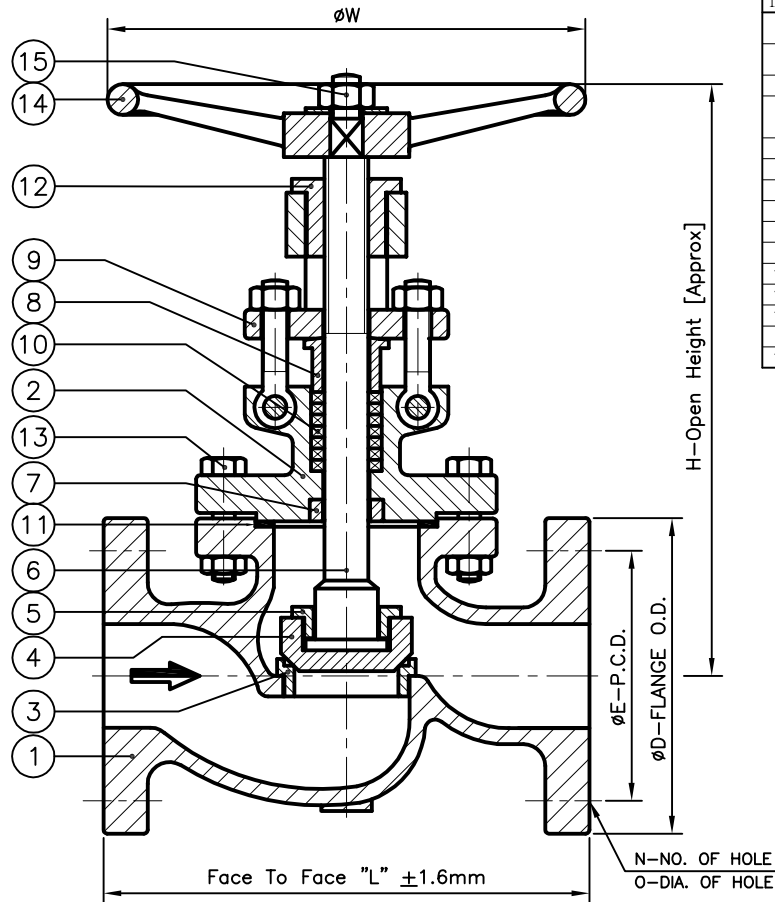 øW
15
14
12
9
8
10
2
13
7
11
6
5
4
3
1
H-Open Height [Approx]
øE-P.C.D.
øD-FLANGE O.D.
Face To Face "L" ±1.6mm
N-NO. OF HOLE
O-DIA. OF HOLE